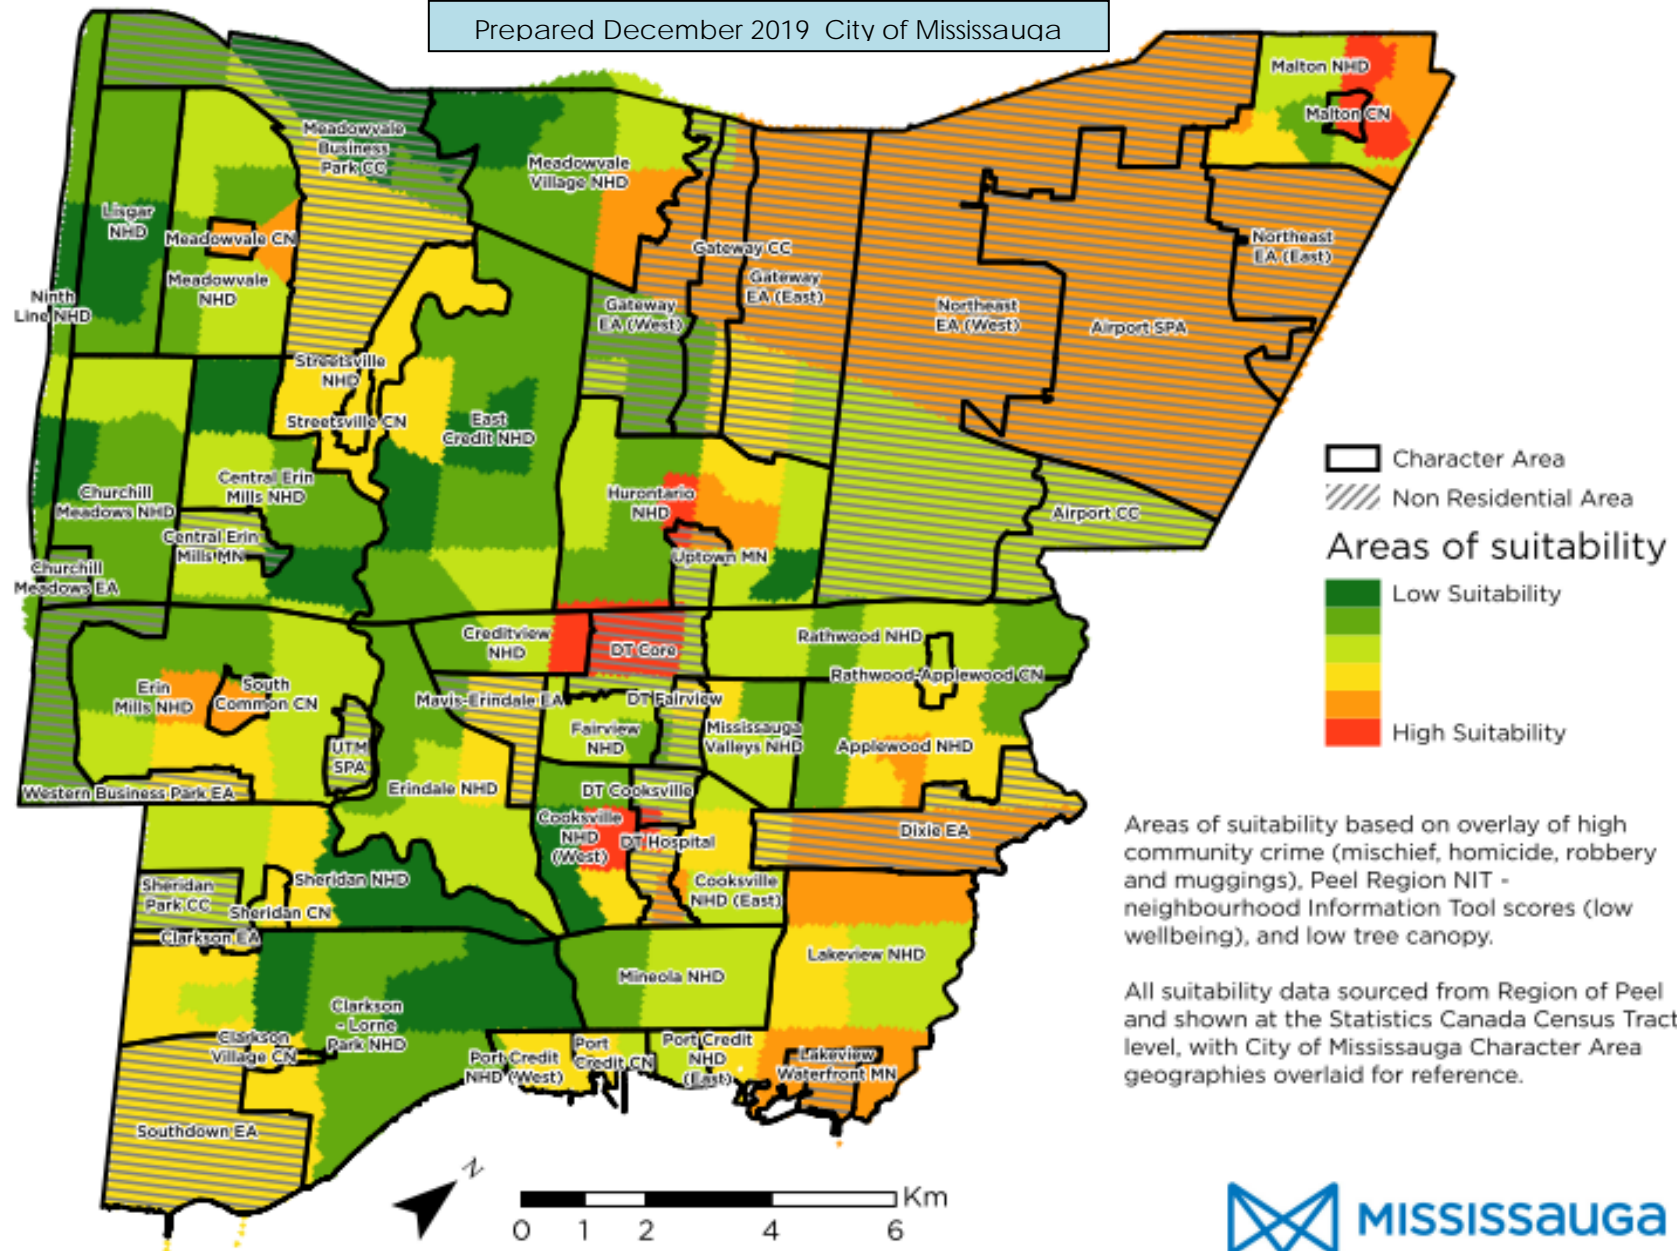 Prepared December 2019 City of Mississauga
Malton NHD
Malton CN
Meadowvale
Business
Park CC
Meadowvale
Village NHD
Lisgar
NHD
Meadowvale CN
Meadowvale
NHD
Ninth
Line NHD
Gateway CC
Gateway
EA (East)
Gateway
EA (West)
Northeast
EA (West)
Airport SPA
Northeast
EA (East)
Streetsville
NHD
Streetsville CN
East
Credit NHD
Central Erin
Mills NHD
Churchill
Meadows NHD
Central Erin
Mills MN
Churchill
Meadows EA
Hurontario
NHD
Uptown MN
Airport CC
Creditview
NHD
DT Core
Rathwood NHD
Rathwood-Applewood CN
Erin
Mills NHD
South
Common CN
Mavis-Erindale EA
DT Fairview
Fairview
NHD
Mississauga
Valleys NHD
Applewood NHD
UTM
SPA
Western Business Park EA
Erindale NHD
DT Cooksville
Cooksville
NHD
(West)
DT Hospital
Dixie EA
Sheridan
Park CC
Sheridan NHD
Sheridan CN
Cooksville
NHD (East)
Clarkson EA
Lakeview NHD
Mineola NHD
Clarkson
- Lorne
Park NHD
Clarkson
Village CN
Port Credit
NHD (West)
Port
Credit CN
Port Credit
NHD
(East)
Lakeview
Waterfront MN
Southdown EA
Character Area
Non Residential Area
Areas of suitability
Low Suitability
High Suitability
Areas of suitability based on overlay of high
community crime (mischief, homicide, robbery
and muggings), Peel Region NIT -
neighbourhood Information Tool scores (low
wellbeing), and low tree canopy.
All suitability data sourced from Region of Peel
and shown at the Statistics Canada Census Tract
level, with City of Mississauga Character Area
geographies overlaid for reference.
N
Km
0 1 2 4 6
MISSISSauGa